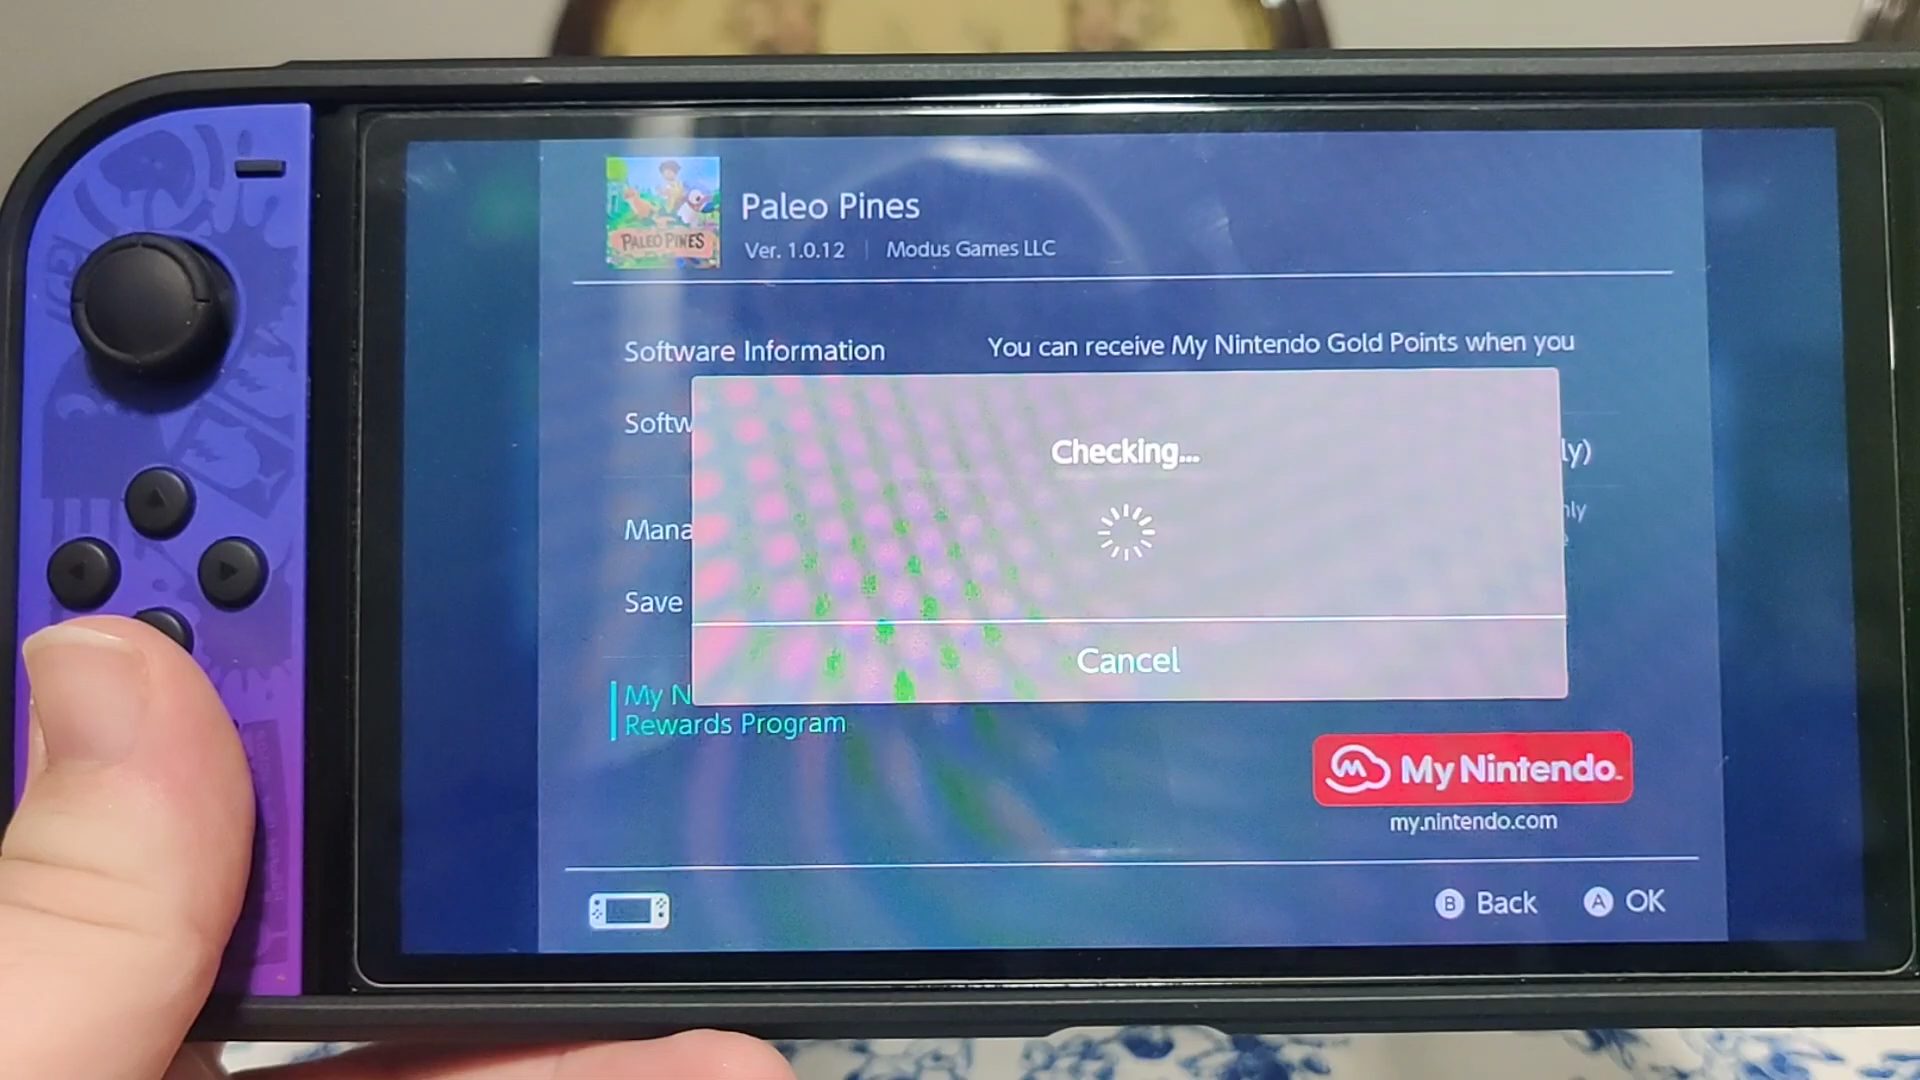 PALEO PINES
Paleo Pines
Ver. 1.0.12 | Modus Games LLC
Software Information
You can receive My Nintendo Gold Points when you
Softw
Checking...
ly)
Mana
nly
Save
Cancel
My N
Rewards Program
My Nintendo
my.nintendo.com
B Back
A OK